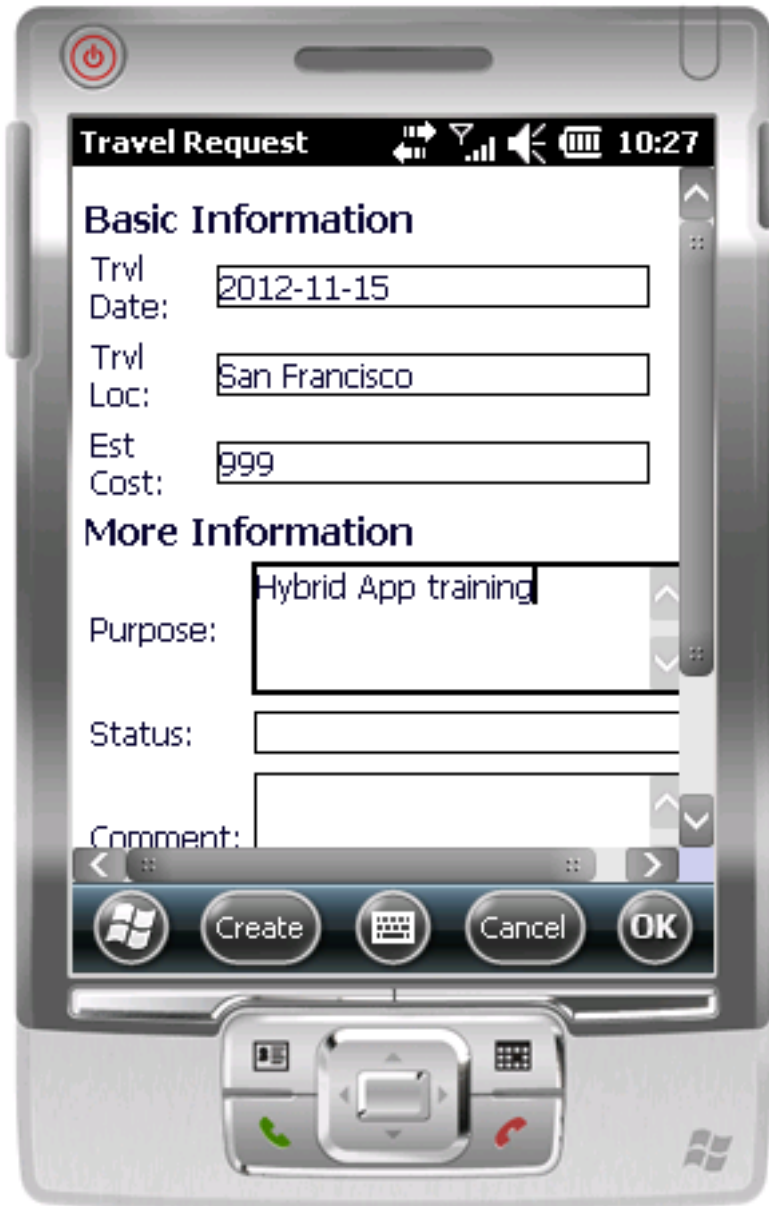 Travel Request 10:27
Basic Information
Trvl
Date:
2012-11-15
Trvl
Loc:
San Francisco
Est
Cost:
999
More Information
Purpose:
Hybrid App training
Status:
Comment:
Create Cancel OK